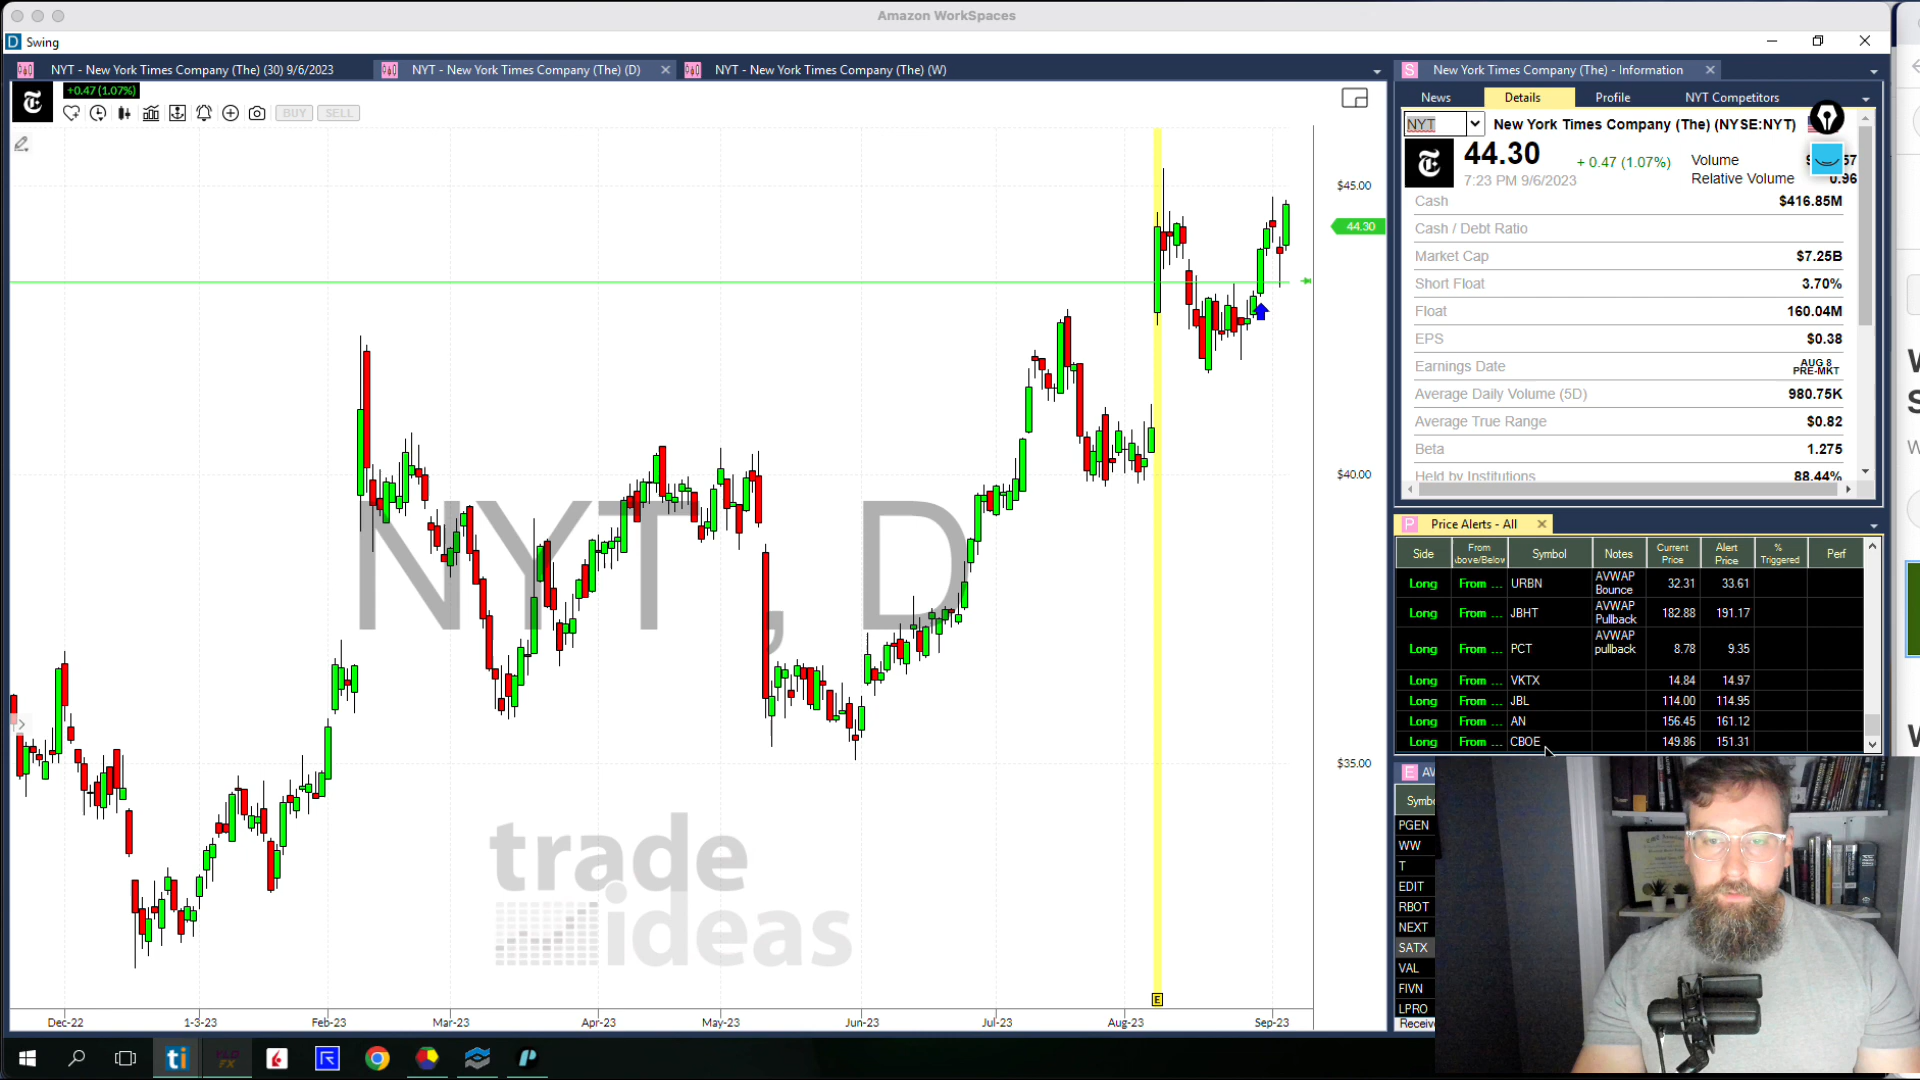 Amazon WorkSpaces
D Swing
NYT - New York Times Company (The) (30) 9/6/2023
NYT - New York Times Company (The) (D)
NYT - New York Times Company (The) (W)
+0.47 (1.07%)
BUY SELL
$45.00
44.30
$40.00
$35.00
NYT, D
trade
ideas
E
Dec-22 1-3-23 Feb-23 Mar-23 Apr-23 May-23 Jun-23 Jul-23 Aug-23 Sep-23
S New York Times Company (The) - Information
News Details Profile NYT Competitors
NYT New York Times Company (The) (NYSE:NYT)
44.30 + 0.47 (1.07%) Volume
7:23 PM 9/6/2023 Relative Volume 0.96
Cash $416.85M
Cash / Debt Ratio
Market Cap $7.25B
Short Float 3.70%
Float 160.04M
EPS $0.38
Earnings Date AUG 8
PRE-MKT
Average Daily Volume (5D) 980.75K
Average True Range $0.82
Beta 1.275
Held by Institutions 88.44%
P Price Alerts - All
Side From Above/Below Symbol Notes Current Price Alert Price % Triggered Perf
Long From ... URBN AVWAP Bounce 32.31 33.61
Long From ... JBHT AVWAP Pullback 182.88 191.17
Long From ... PCT AVWAP pullback 8.78 9.35
Long From ... VKTX 14.84 14.97
Long From ... JBL 114.00 114.95
Long From ... AN 156.45 161.12
Long From ... CBOE 149.86 151.31
E AV
Symbo
PGEN
WW
T
EDIT
RBOT
NEXT
SATX
VAL
FIVN
LPRO
Receiv
ti